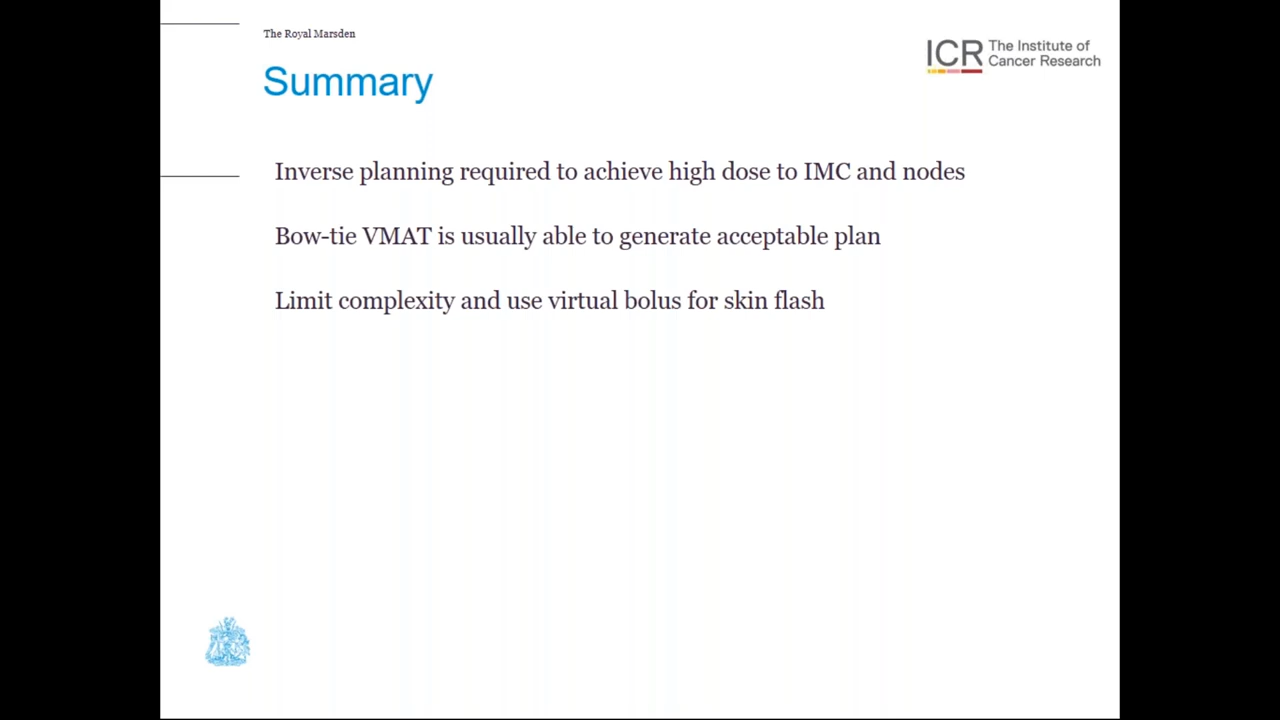 The Royal Marsden
ICR The Institute of
Cancer Research
Summary
Inverse planning required to achieve high dose to IMC and nodes
Bow-tie VMAT is usually able to generate acceptable plan
Limit complexity and use virtual bolus for skin flash